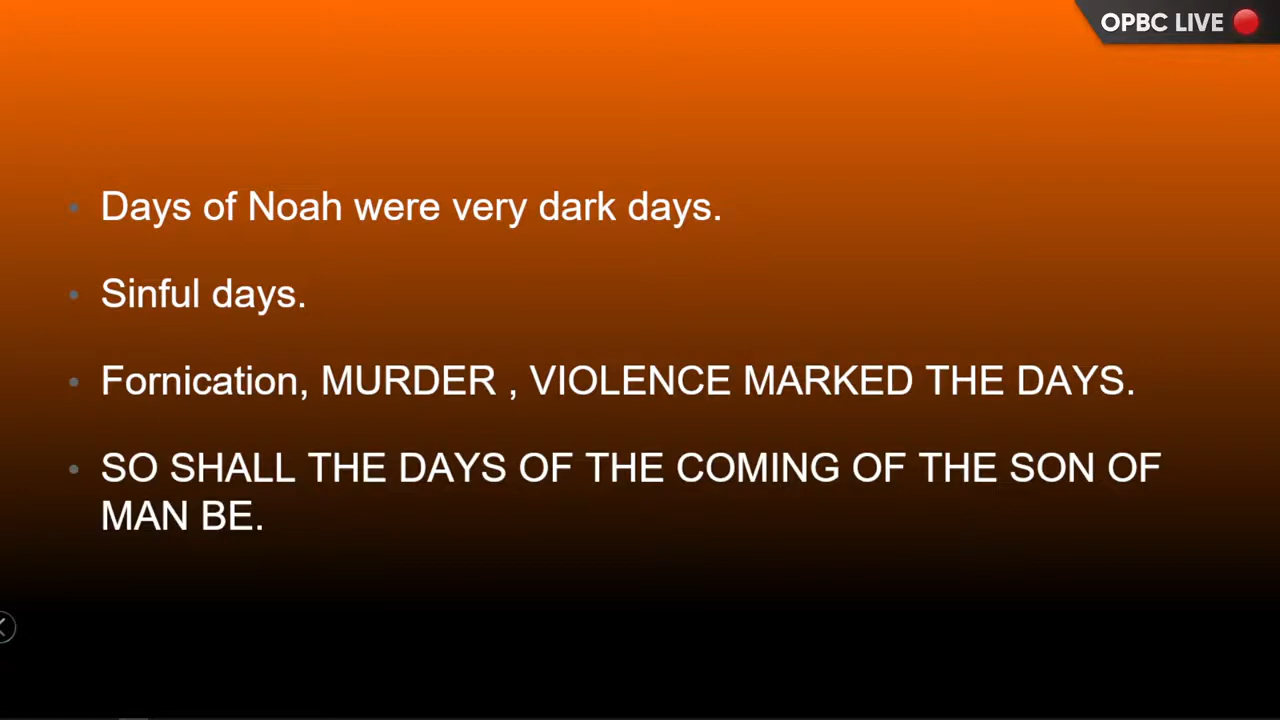 OPBC LIVE
Days of Noah were very dark days.
Sinful days.
Fornication, MURDER , VIOLENCE MARKED THE DAYS.
SO SHALL THE DAYS OF THE COMING OF THE SON OF
MAN BE.